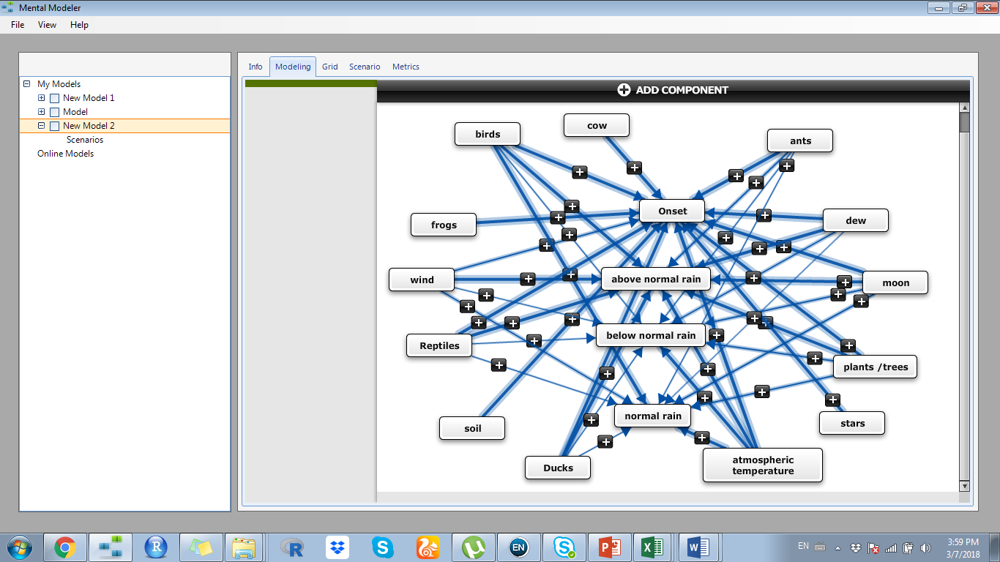 Mental Modeler
File View Help
Info Modeling Grid Scenario Metrics
My Models
New Model 1
Model
New Model 2
Scenarios
Online Models
ADD COMPONENT
birds
cow
ants
Onset
frogs
dew
wind
above normal rain
moon
Reptiles
below normal rain
plants /trees
soil
normal rain
stars
Ducks
atmospheric
temperature
R
R
EN
P
X
W
EN
3:59 PM
3/7/2018